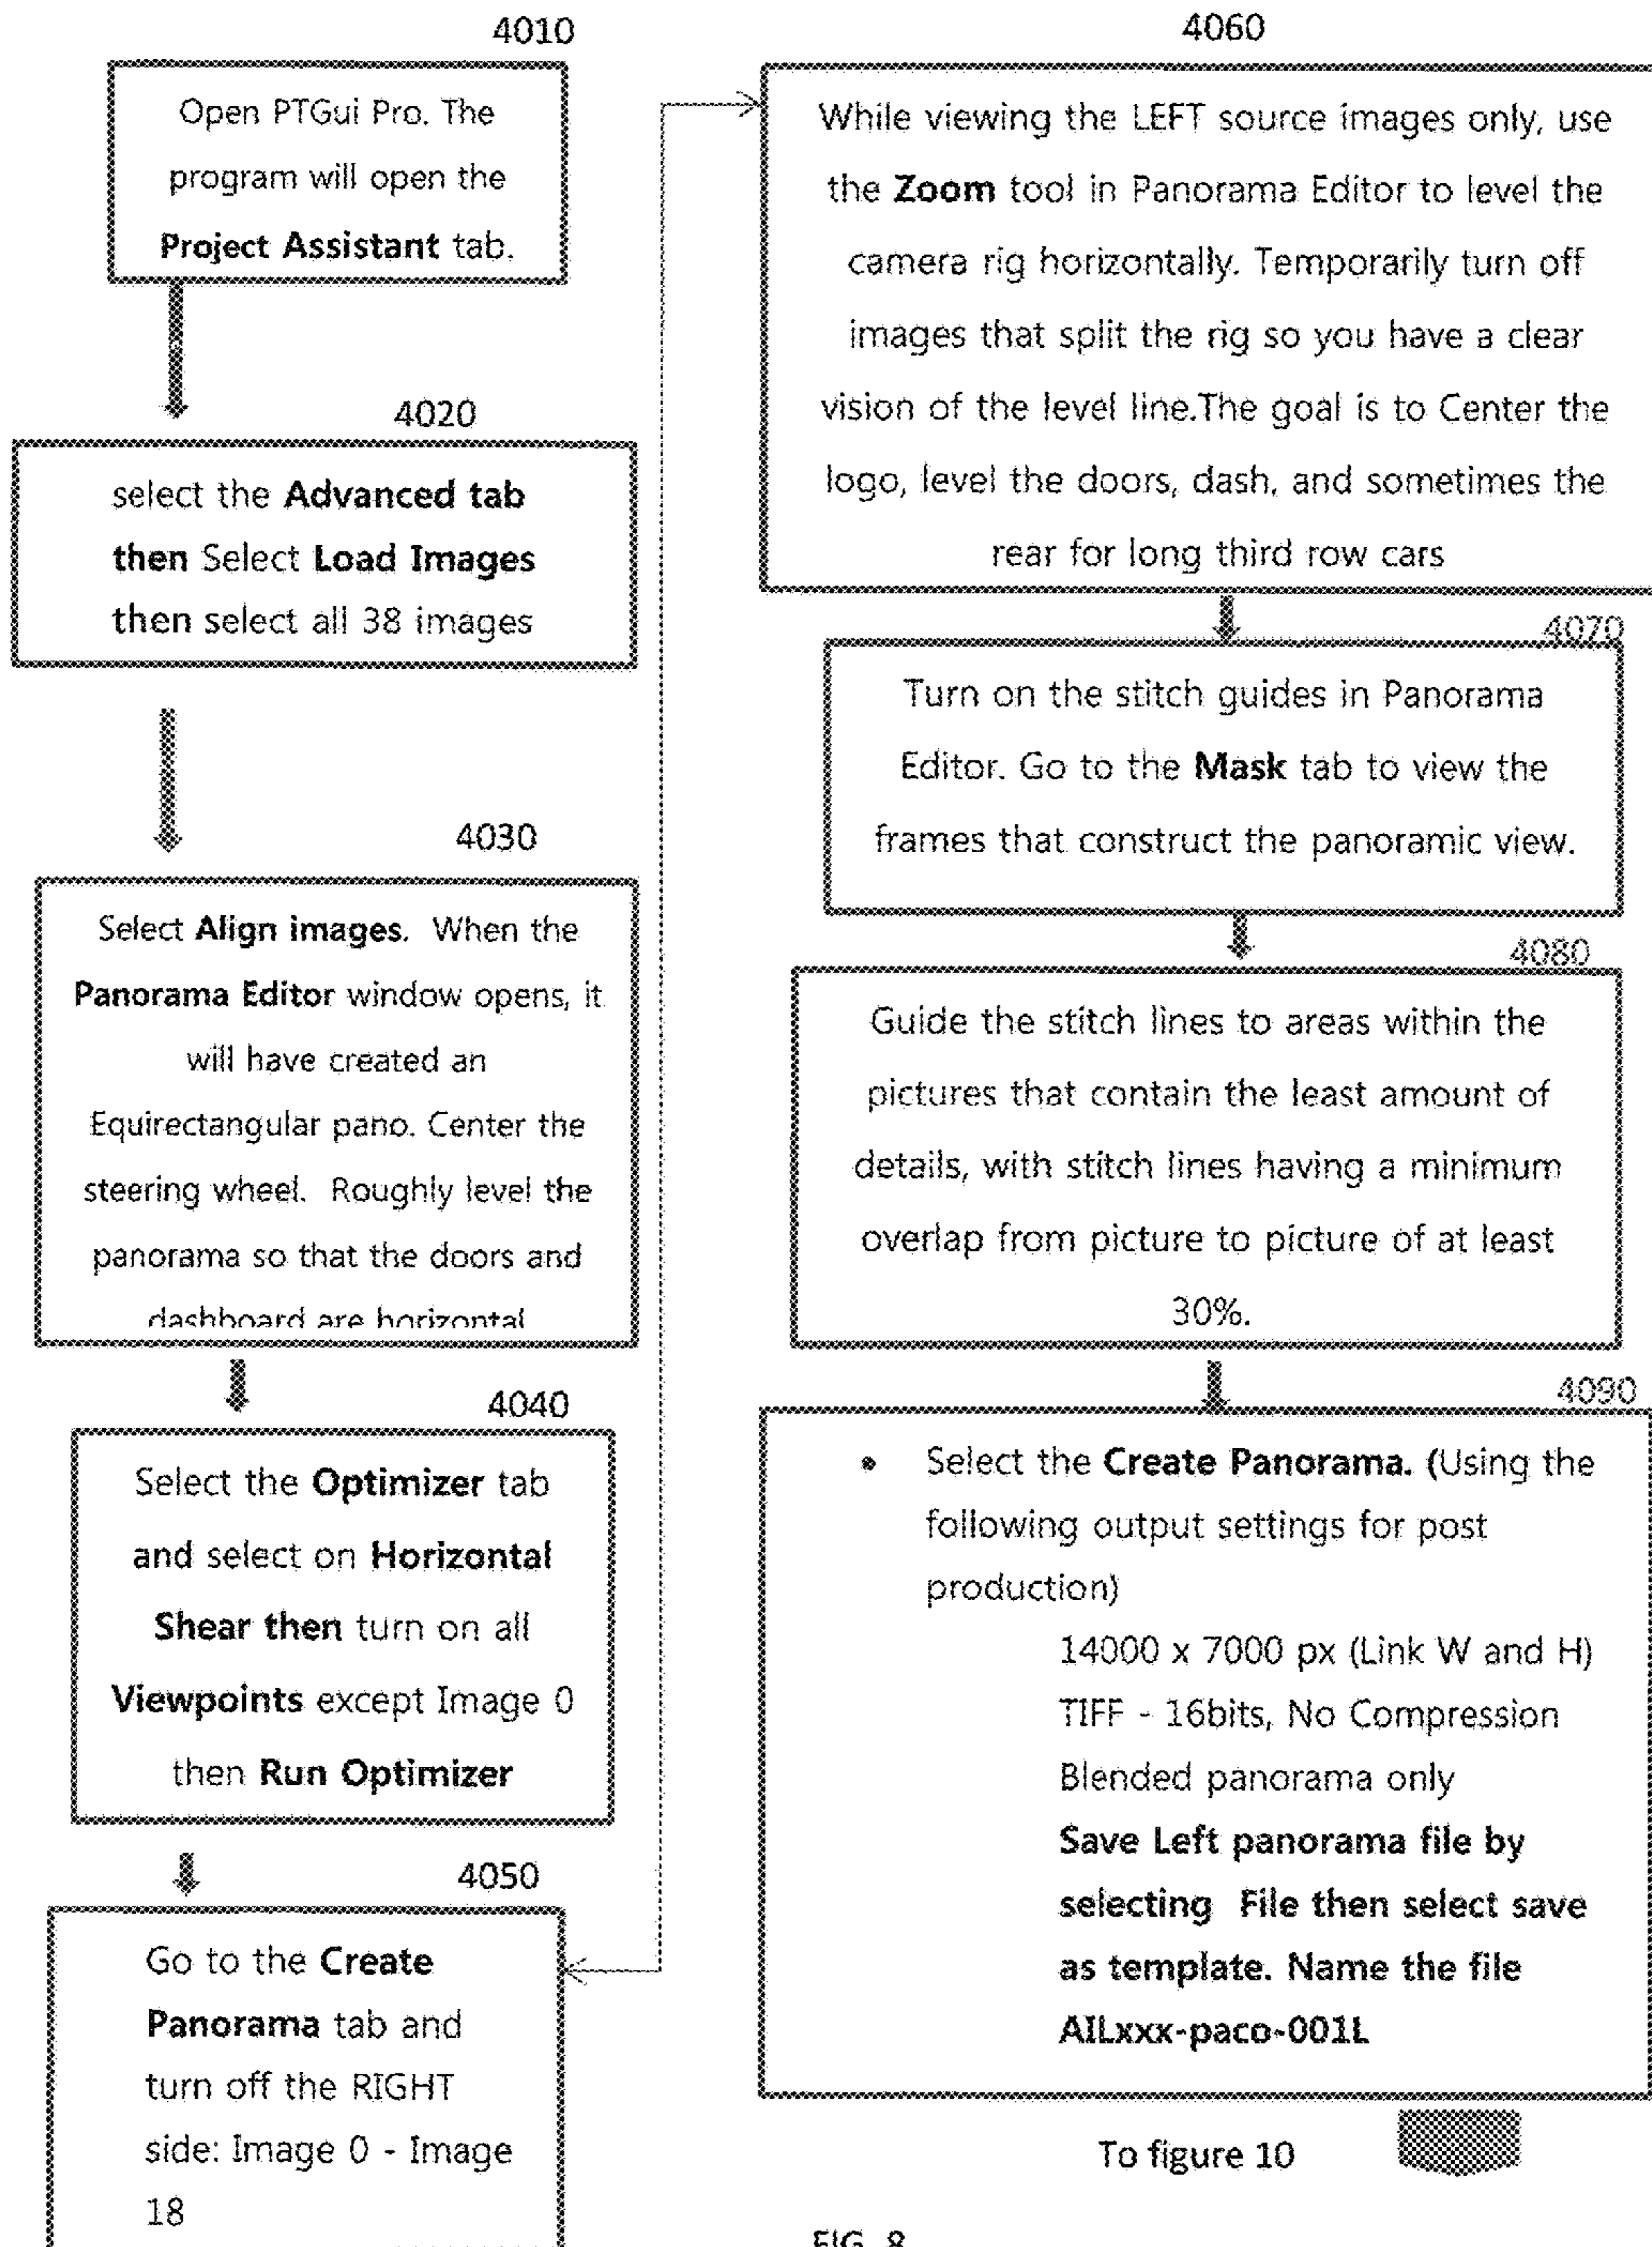 4010
Open PTGui Pro. The
program will open the
Project Assistant tab.
4020
select the Advanced tab
then Select Load Images
then select all 38 images
4030
Select Align images. When the
Panorama Editor window opens, it
will have created an
Equirectangular pano. Center the
steering wheel. Roughly level the
panorama so that the doors and
dashboard are horizontal
4040
Select the Optimizer tab
and select on Horizontal
Shear then turn on all
Viewpoints except Image 0
then Run Optimizer
4050
Go to the Create
Panorama tab and
turn off the RIGHT
side: Image 0 - Image
18
4060
While viewing the LEFT source images only, use
the Zoom tool in Panorama Editor to level the
camera rig horizontally. Temporarily turn off
images that split the rig so you have a clear
vision of the level line.The goal is to Center the
logo, level the doors, dash, and sometimes the
rear for long third row cars
4070
Turn on the stitch guides in Panorama
Editor. Go to the Mask tab to view the
frames that construct the panoramic view.
4080
Guide the stitch lines to areas within the
pictures that contain the least amount of
details, with stitch lines having a minimum
overlap from picture to picture of at least
30%.
4090
• Select the Create Panorama. (Using the
following output settings for post
production)
14000 x 7000 px (Link W and H)
TIFF - 16bits, No Compression
Blended panorama only
Save Left panorama file by
selecting File then select save
as template. Name the file
AILxxx-paco-001L
To figure 10
FIG. 8